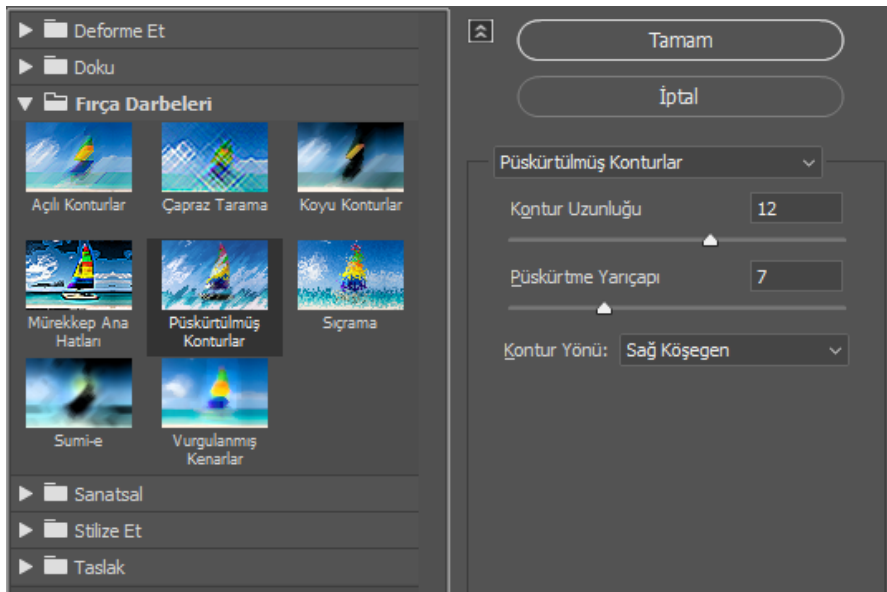 Deforme Et
Doku
Fırça Darbeleri
Açılı Konturlar
Çapraz Tarama
Koyu Konturlar
Mürekkep Ana
Hatları
Püskürtülmüş
Konturlar
Sıçrama
Sumi-e
Vurgulanmış
Kenarlar
Sanatsal
Stilize Et
Taslak
Tamam
İptal
Püskürtülmüş Konturlar
Kontur Uzunluğu 12
Püskürtme Yarıçapı 7
Kontur Yönü: Sağ Köşegen